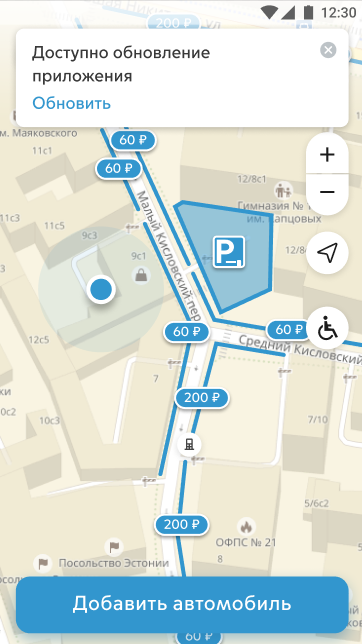 12:30
200 ₽
Доступно обновление
приложения
Обновить
м. Маяковского
11с1
60 ₽
60 ₽
11с2
12/8с1
Гимназия №
им. Капцовых
Малый Кисловский пер.
9с3
9с1
12/8с
P
60 ₽
60 ₽
Средний Кисловский
12с5
7
200 ₽
10с2
10с3
7/10
5/6с2
200 ₽
ОФПС № 21
Посольство Эстонии
Добавить автомобиль
60 ₽